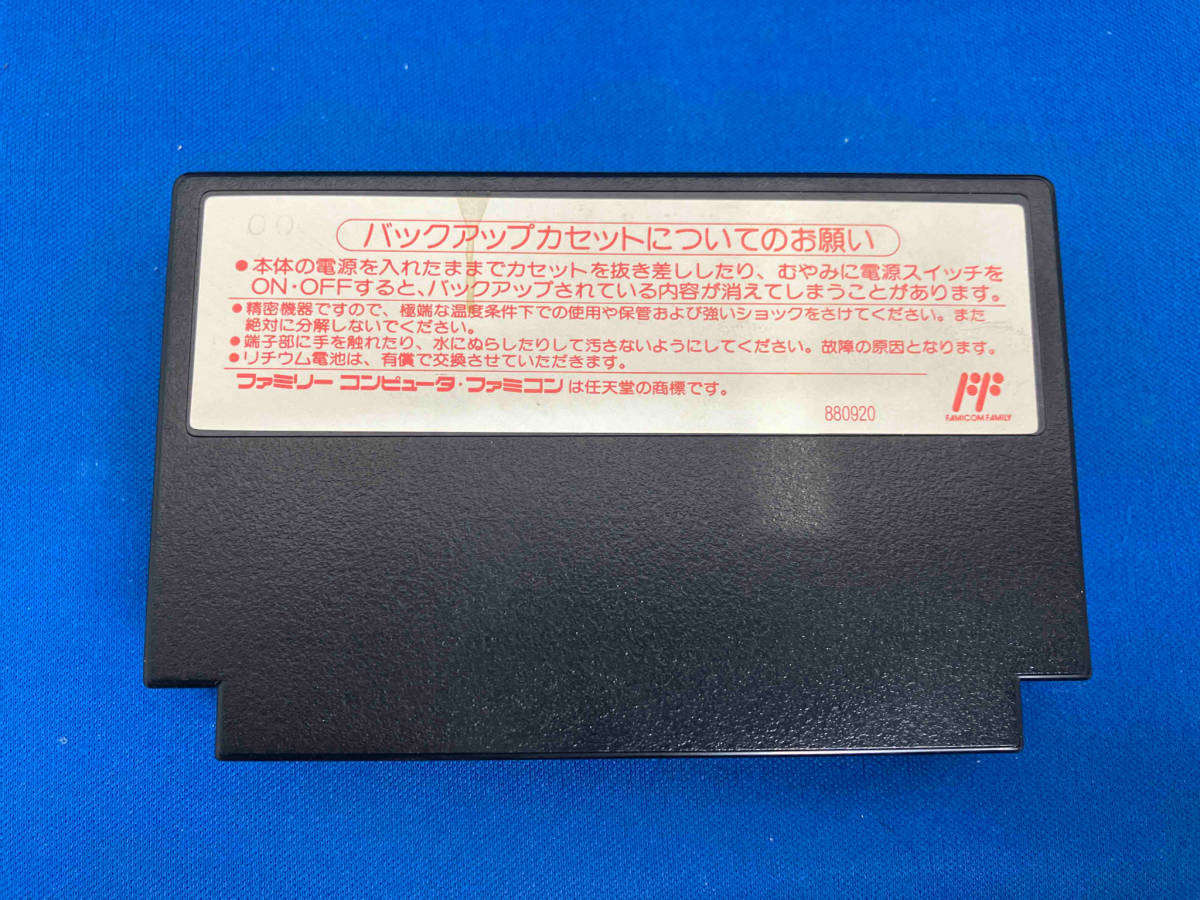 バックアップカセットについてのお願い
●本体の電源を入れたままでカセットを抜き差ししたり、むやみに電源スイッチを
ON・OFFすると、バックアップされている内容が消えてしまうことがあります。
●精密機器ですので、極端な温度条件下での使用や保管および強いショックをさけてください。また
絶対に分解しないでください。
●端子部に手を触れたり、水にぬらしたりして汚さないようにしてください。故障の原因となります。
●リチウム電池は、有償で交換させていただきます。
ファミリー コンピュータ・ファミコンは任天堂の商標です。
880920
FAMICOM FAMILY